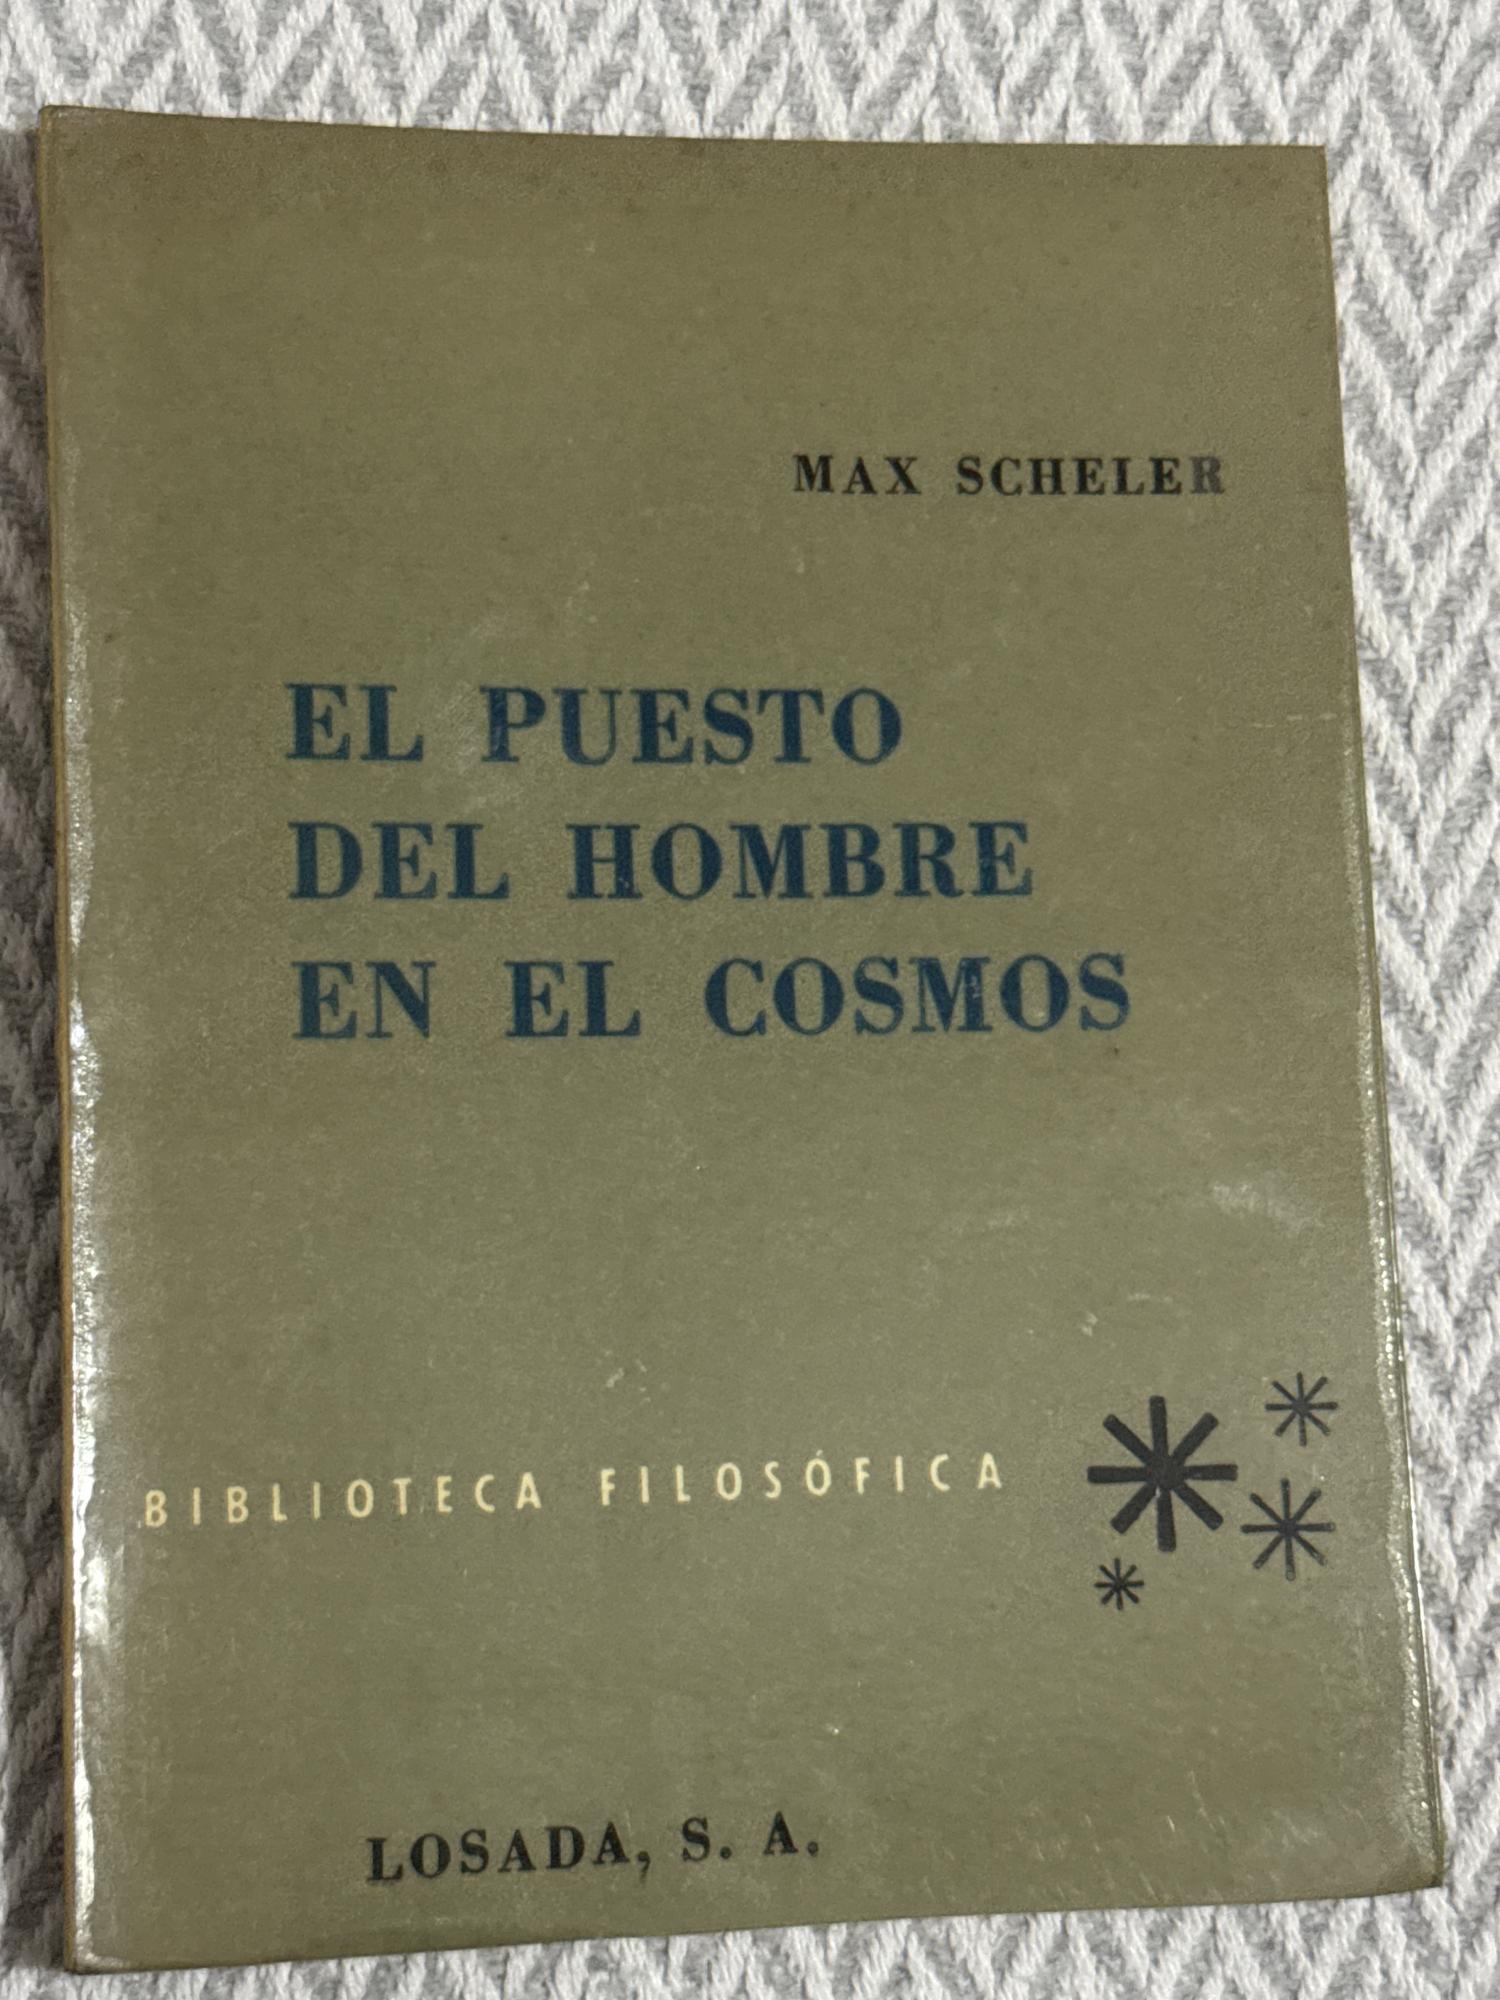 MAX SCHELER
EL PUESTO
DEL HOMBRE
EN EL COSMOS
BIBLIOTECA FILOSÓFICA
LOSADA, S. A.